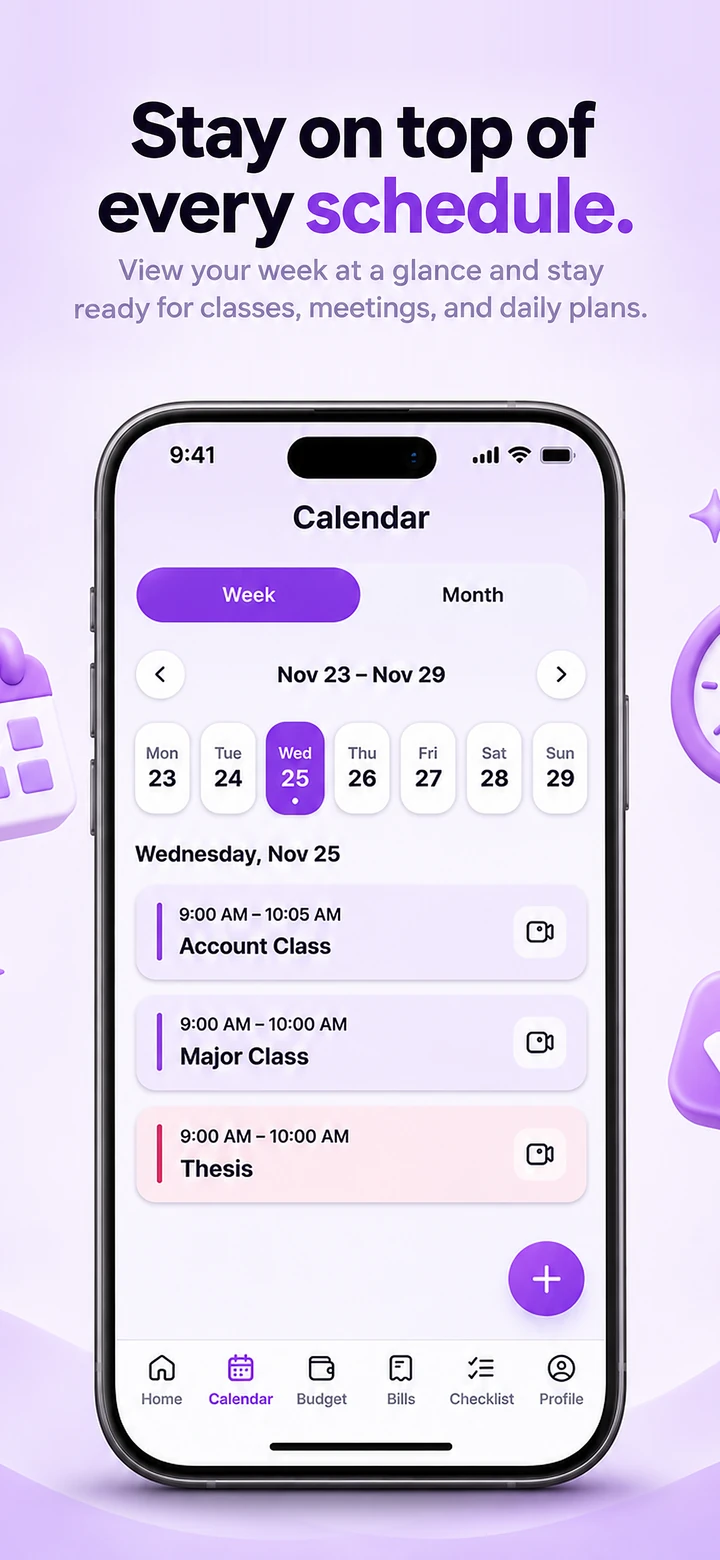 Stay on top of
every schedule.
View your week at a glance and stay
ready for classes, meetings, and daily plans.
9:41
Calendar
Week Month
Nov 23 – Nov 29
Mon Tue Wed Thu Fri Sat Sun
23 24 25 26 27 28 29
Wednesday, Nov 25
9:00 AM – 10:05 AM
Account Class
9:00 AM – 10:00 AM
Major Class
9:00 AM – 10:00 AM
Thesis
Home Calendar Budget Bills Checklist Profile